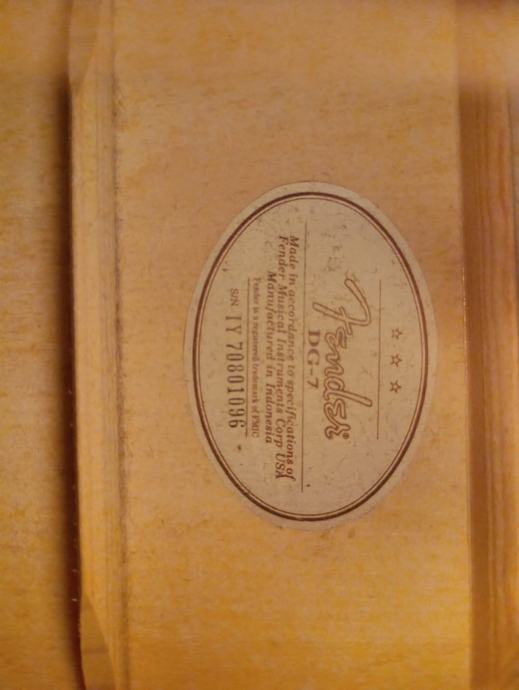 Fender®
DG-7
Made in accordance to specifications of
Fender Musical Instruments Corp USA
Manufactured in Indonesia
Fender is a registered trademark of FMIC
S/N IY 70801096